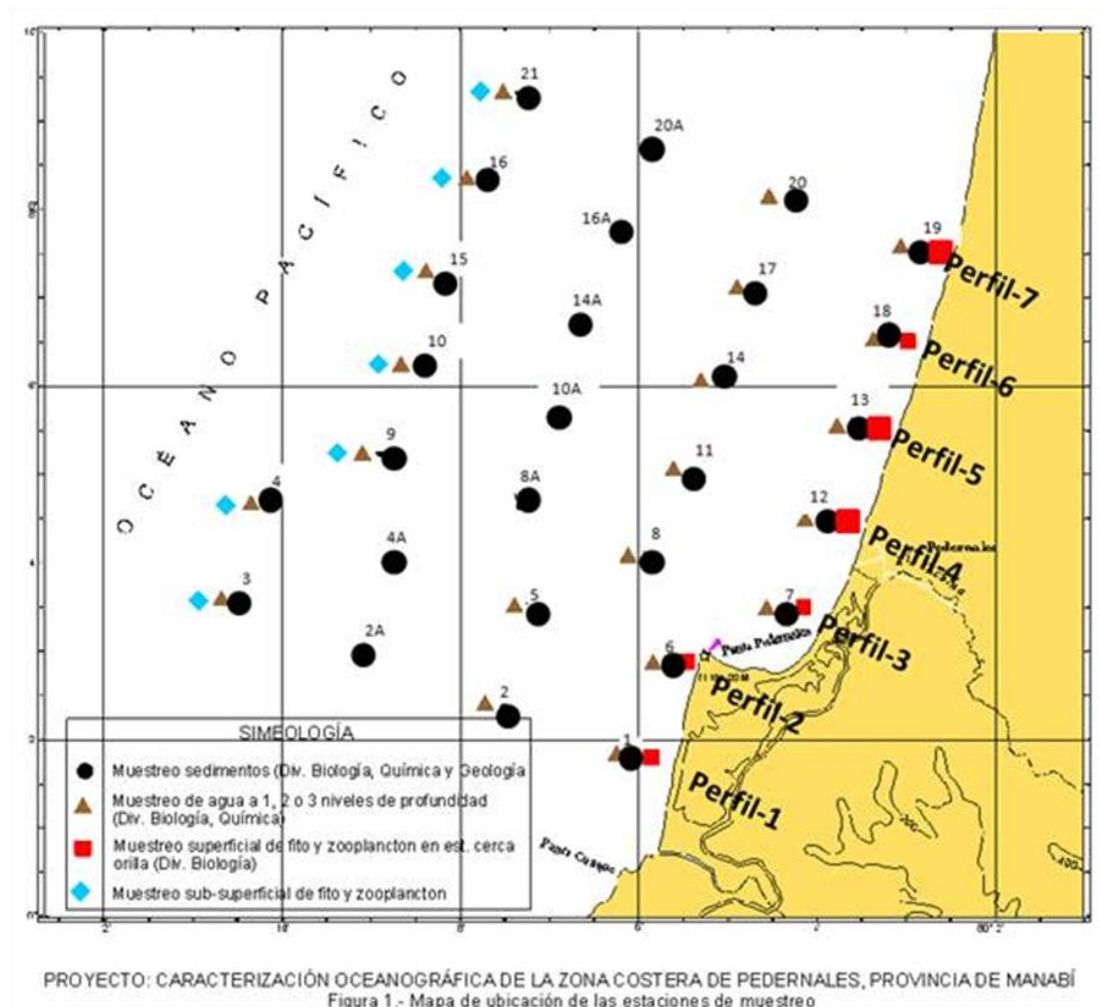 OCEANO PACIFICO
21
20A
16
20
16A
19
15
17
Perfil-7
14A
18
10
14
Perfil-6
10A
13
9
11
Perfil-5
4
8A
12
4A
8
Perfil-4
Pedernales
3
5
7
2A
Punta Pedernales
Perfil-3
6
2
Perfil-2
1
Perfil-1
SIMBOLOGÍA
Muestreo sedimentos (Div. Biología, Química y Geología
Muestreo de agua a 1, 2 o 3 niveles de profundidad
(Div. Biología, Química)
Muestreo superficial de fito y zooplancton en est. cerca
orilla (Div. Biología)
Muestreo sub-superficial de fito y zooplancton
Punta
PROYECTO: CARACTERIZACIÓN OCEANOGRÁFICA DE LA ZONA COSTERA DE PEDERNALES, PROVINCIA DE MANABÍ
Figura 1.- Mapa de ubicación de las estaciones de muestreo